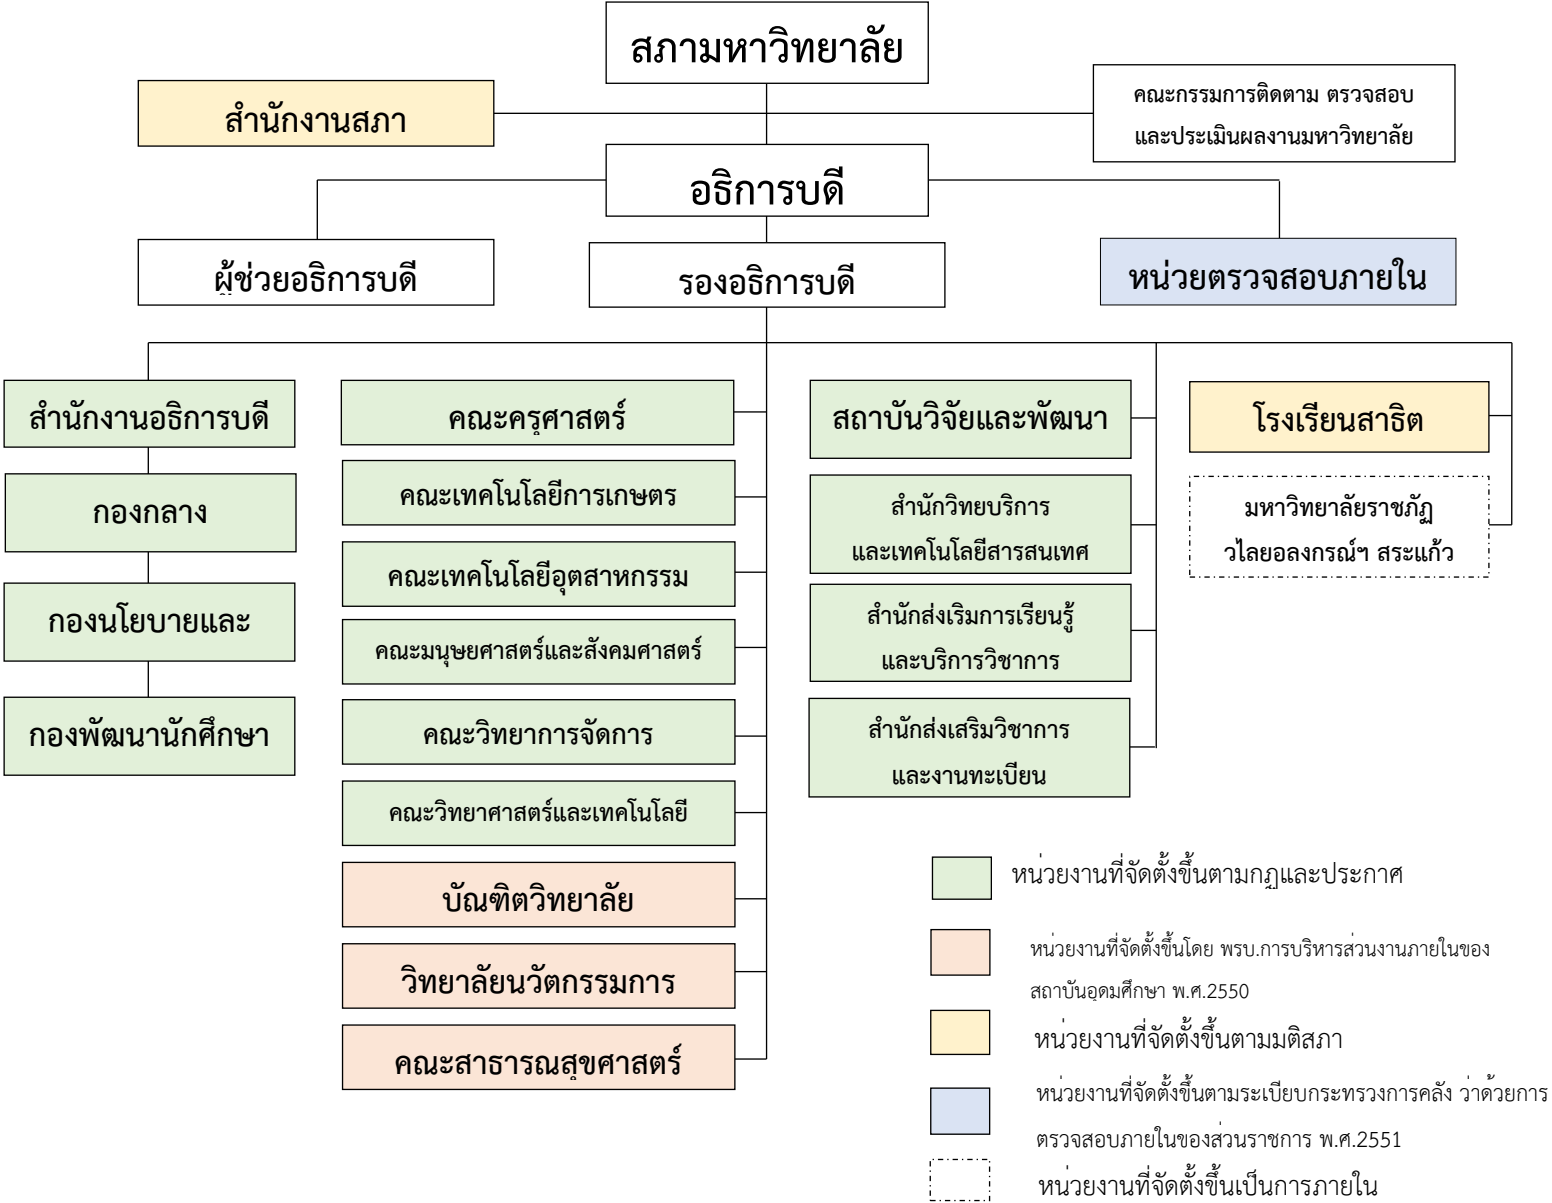 สภามหาวิทยาลัย
สำนักงานสภา
คณะกรรมการติดตาม ตรวจสอบ
และประเมินผลงานมหาวิทยาลัย
อธิการบดี
ผู้ช่วยอธิการบดี
รองอธิการบดี
หน่วยตรวจสอบภายใน
สำนักงานอธิการบดี
กองกลาง
กองนโยบายและ
กองพัฒนานักศึกษา
คณะครุศาสตร์
คณะเทคโนโลยีการเกษตร
คณะเทคโนโลยีอุตสาหกรรม
คณะมนุษยศาสตร์และสังคมศาสตร์
คณะวิทยาการจัดการ
คณะวิทยาศาสตร์และเทคโนโลยี
บัณฑิตวิทยาลัย
วิทยาลัยนวัตกรรมการ
คณะสาธารณสุขศาสตร์
สถาบันวิจัยและพัฒนา
สำนักวิทยบริการ
และเทคโนโลยีสารสนเทศ
สำนักส่งเริมการเรียนรู้
และบริการวิชาการ
สำนักส่งเสริมวิชาการ
และงานทะเบียน
โรงเรียนสาธิต
มหาวิทยาลัยราชภัฏ
วไลยอลงกรณ์ฯ สระแก้ว
หน่วยงานที่จัดตั้งขึ้นตามกฎและประกาศ
หน่วยงานที่จัดตั้งขึ้นโดย พรบ.การบริหารส่วนงานภายในของ
สถาบันอุดมศึกษา พ.ศ.2550
หน่วยงานที่จัดตั้งขึ้นตามมติสภา
หน่วยงานที่จัดตั้งขึ้นตามระเบียบกระทรวงการคลัง ว่าด้วยการ
ตรวจสอบภายในของส่วนราชการ พ.ศ.2551
หน่วยงานที่จัดตั้งขึ้นเป็นการภายใน